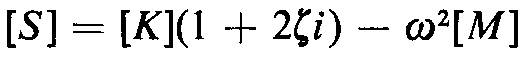 [S] = [K](1 + 2ζi) − ω²[M]